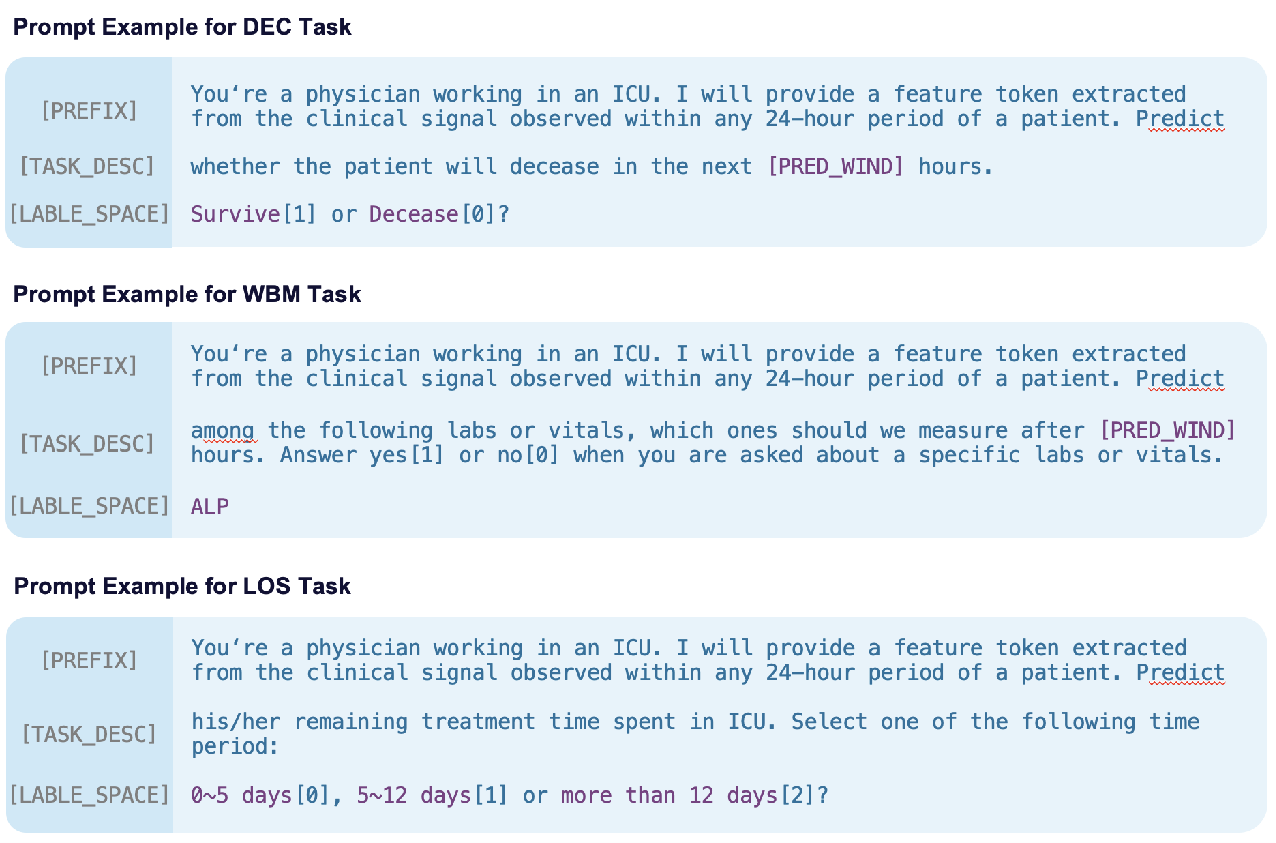 Prompt Example for DEC Task
[PREFIX]
You‘re a physician working in an ICU. I will provide a feature token extracted
from the clinical signal observed within any 24-hour period of a patient. Predict
[TASK_DESC]
whether the patient will decease in the next [PRED_WIND] hours.
[LABLE_SPACE]
Survive[1] or Decease[0]?
Prompt Example for WBM Task
[PREFIX]
You‘re a physician working in an ICU. I will provide a feature token extracted
from the clinical signal observed within any 24-hour period of a patient. Predict
[TASK_DESC]
among the following labs or vitals, which ones should we measure after [PRED_WIND]
hours. Answer yes[1] or no[0] when you are asked about a specific labs or vitals.
[LABLE_SPACE]
ALP
Prompt Example for LOS Task
[PREFIX]
You‘re a physician working in an ICU. I will provide a feature token extracted
from the clinical signal observed within any 24-hour period of a patient. Predict
[TASK_DESC]
his/her remaining treatment time spent in ICU. Select one of the following time
period:
[LABLE_SPACE]
0~5 days[0], 5~12 days[1] or more than 12 days[2]?